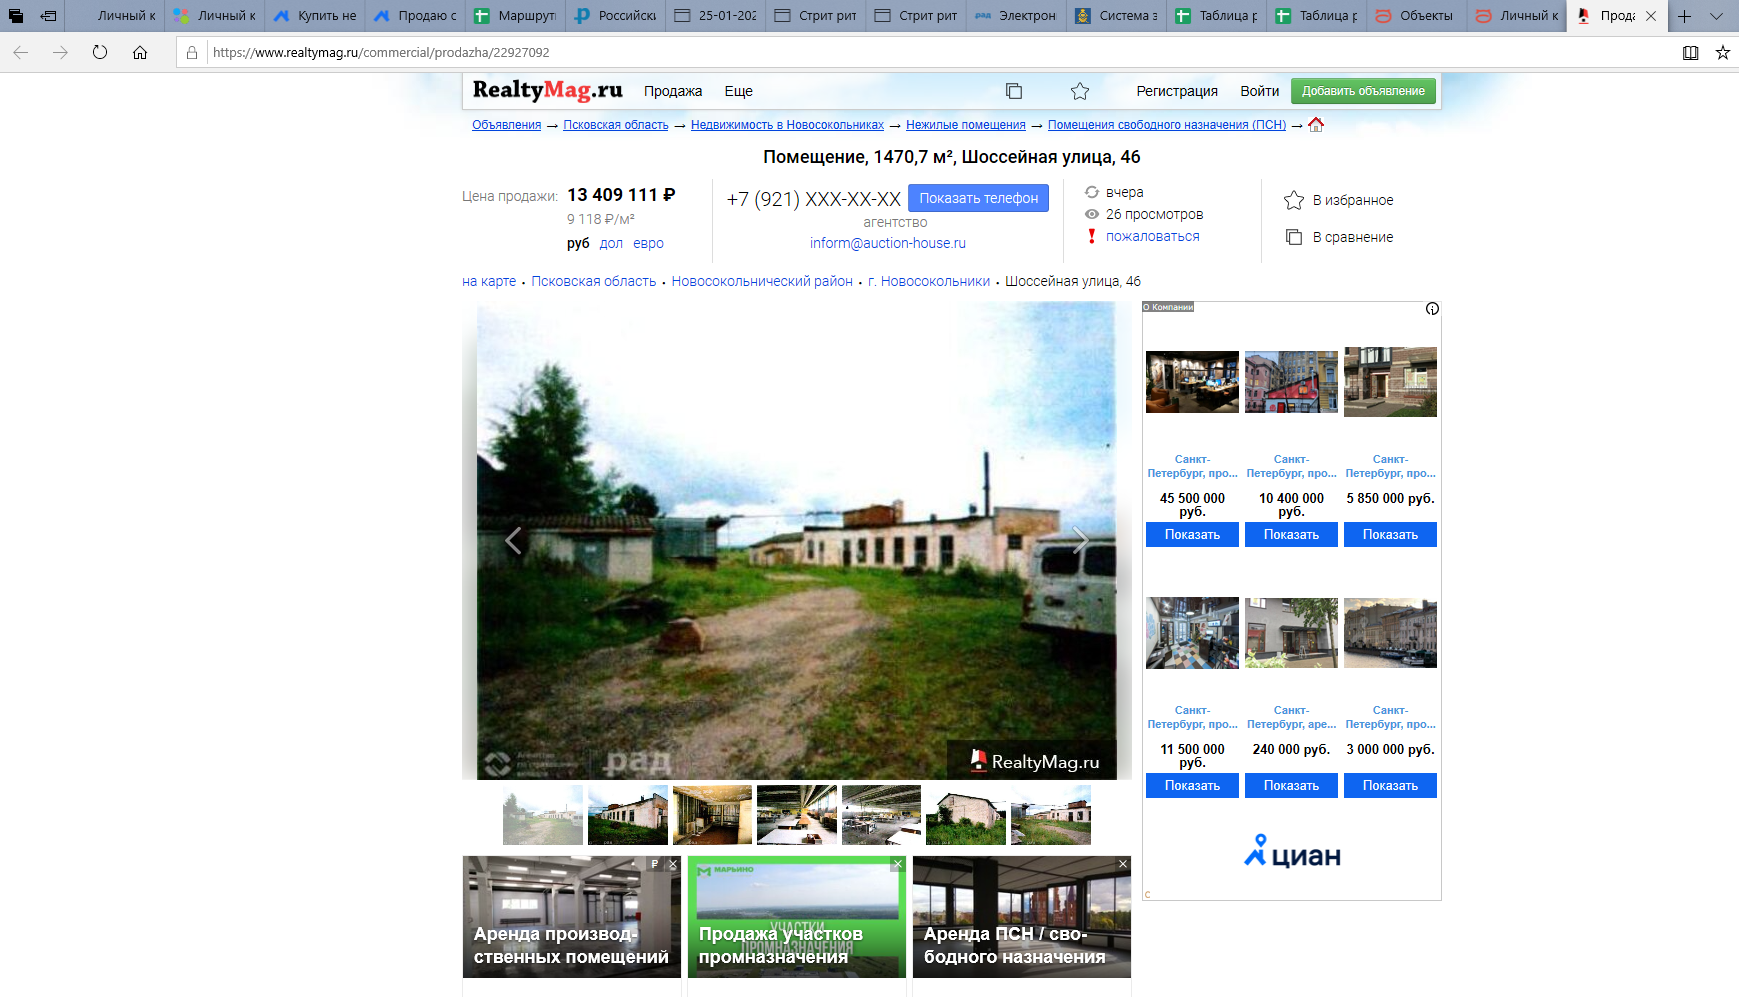 Личный к
Личный к
Купить не
Продаю с
Маршрут
Российски
25-01-202
Стрит рит
Стрит рит
Электрон
Система з
Таблица р
Таблица р
Объекты
Личный к
Прода
https://www.realtymag.ru/commercial/prodazha/22927092
RealtyMag.ru Продажа Еще Регистрация Войти Добавить объявление
Объявления → Псковская область → Недвижимость в Новосокольниках → Нежилые помещения → Помещения свободного назначения (ПСН) →
Помещение, 1470,7 м², Шоссейная улица, 46
Цена продажи: 13 409 111 ₽
9 118 ₽/м²
руб дол евро
+7 (921) XXX-XX-XX Показать телефон
агентство
inform@auction-house.ru
вчера
26 просмотров
пожаловаться
В избранное
В сравнение
на карте • Псковская область • Новосокольнический район • г. Новосокольники • Шоссейная улица, 46
рад
RealtyMag.ru
О Компании
Санкт-
Петербург, про...
45 500 000
руб.
Показать
Санкт-
Петербург, про...
10 400 000
руб.
Показать
Санкт-
Петербург, про...
5 850 000 руб.
Показать
Санкт-
Петербург, про...
11 500 000
руб.
Показать
Санкт-
Петербург, аре...
240 000 руб.
Показать
Санкт-
Петербург, про...
3 000 000 руб.
Показать
циан
Аренда производ-
ственных помещений
МАРЬИНО
УЧАСТКИ
ПРОМНАЗНАЧЕНИЯ
Продажа участков
промназначения
Аренда ПСН / сво-
бодного назначения